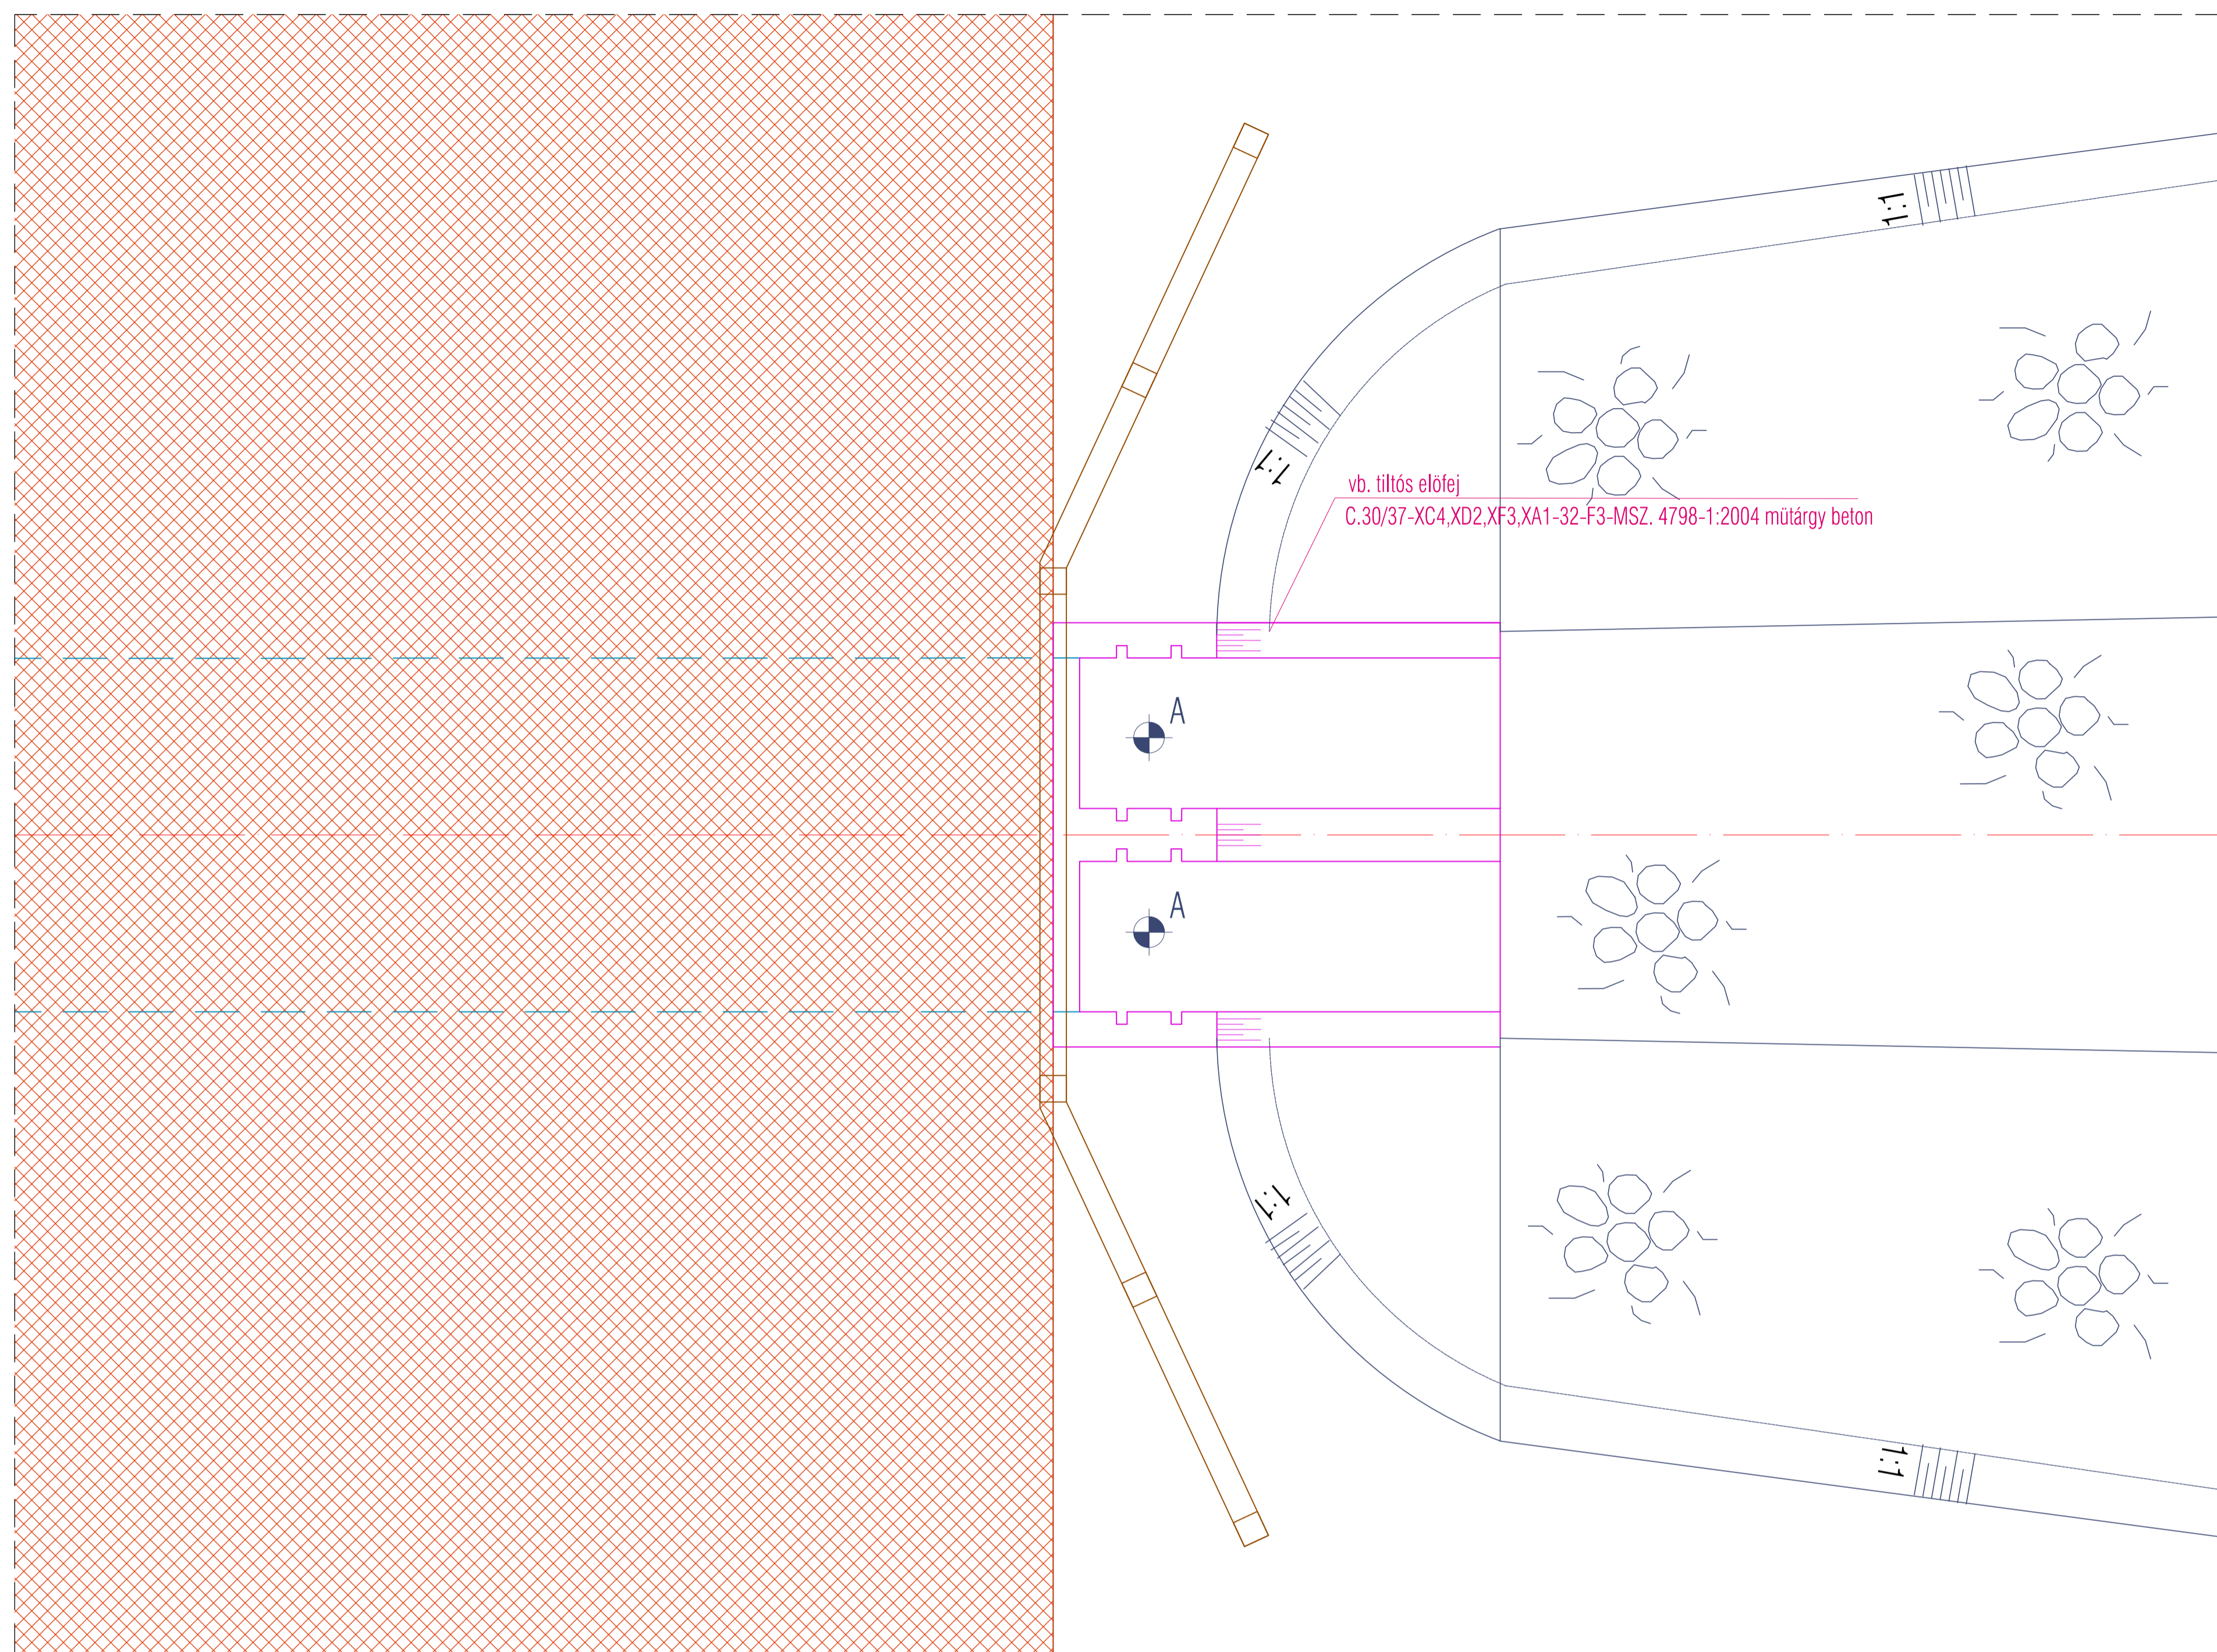 1:1
1:1
vb. tiltós elöfej
C.30/37-XC4,XD2,XF3,XA1-32-F3-MSZ. 4798-1:2004 mütárgy beton
A
A
1:1
1:1